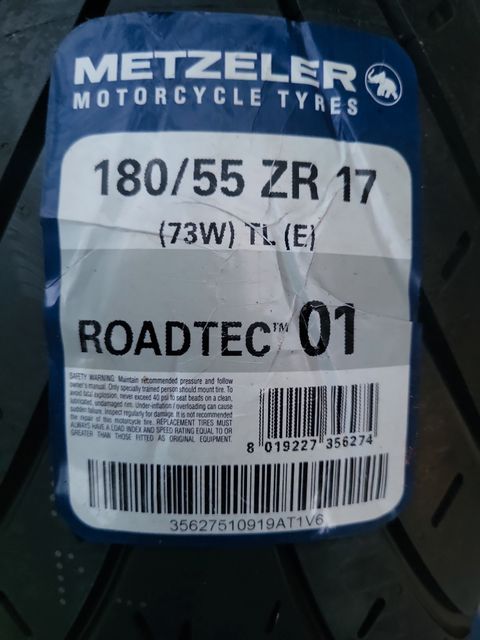 METZELER
MOTORCYCLE TYRES
180/55 ZR 17
(73W) TL (E)
ROADTEC™ 01
SAFETY WARNING. Maintain recommended pressure and follow
owner's manual. Only specially trained person should mount tire. To
avoid fatal explosion, never exceed 40 psi to seat beads on a clean,
lubricated, undamaged rim. Under-inflation / overloading can cause
sudden failure. Inspect regularly for damage. It is not recommended
the repair of this motorcycle tire. REPLACEMENT TIRES MUST
ALWAYS HAVE A LOAD INDEX AND SPEED RATING EQUAL TO OR
GREATER THAN THOSE FITTED AS ORIGINAL EQUIPMENT.
8 019227 356274
35627510919AT1V6